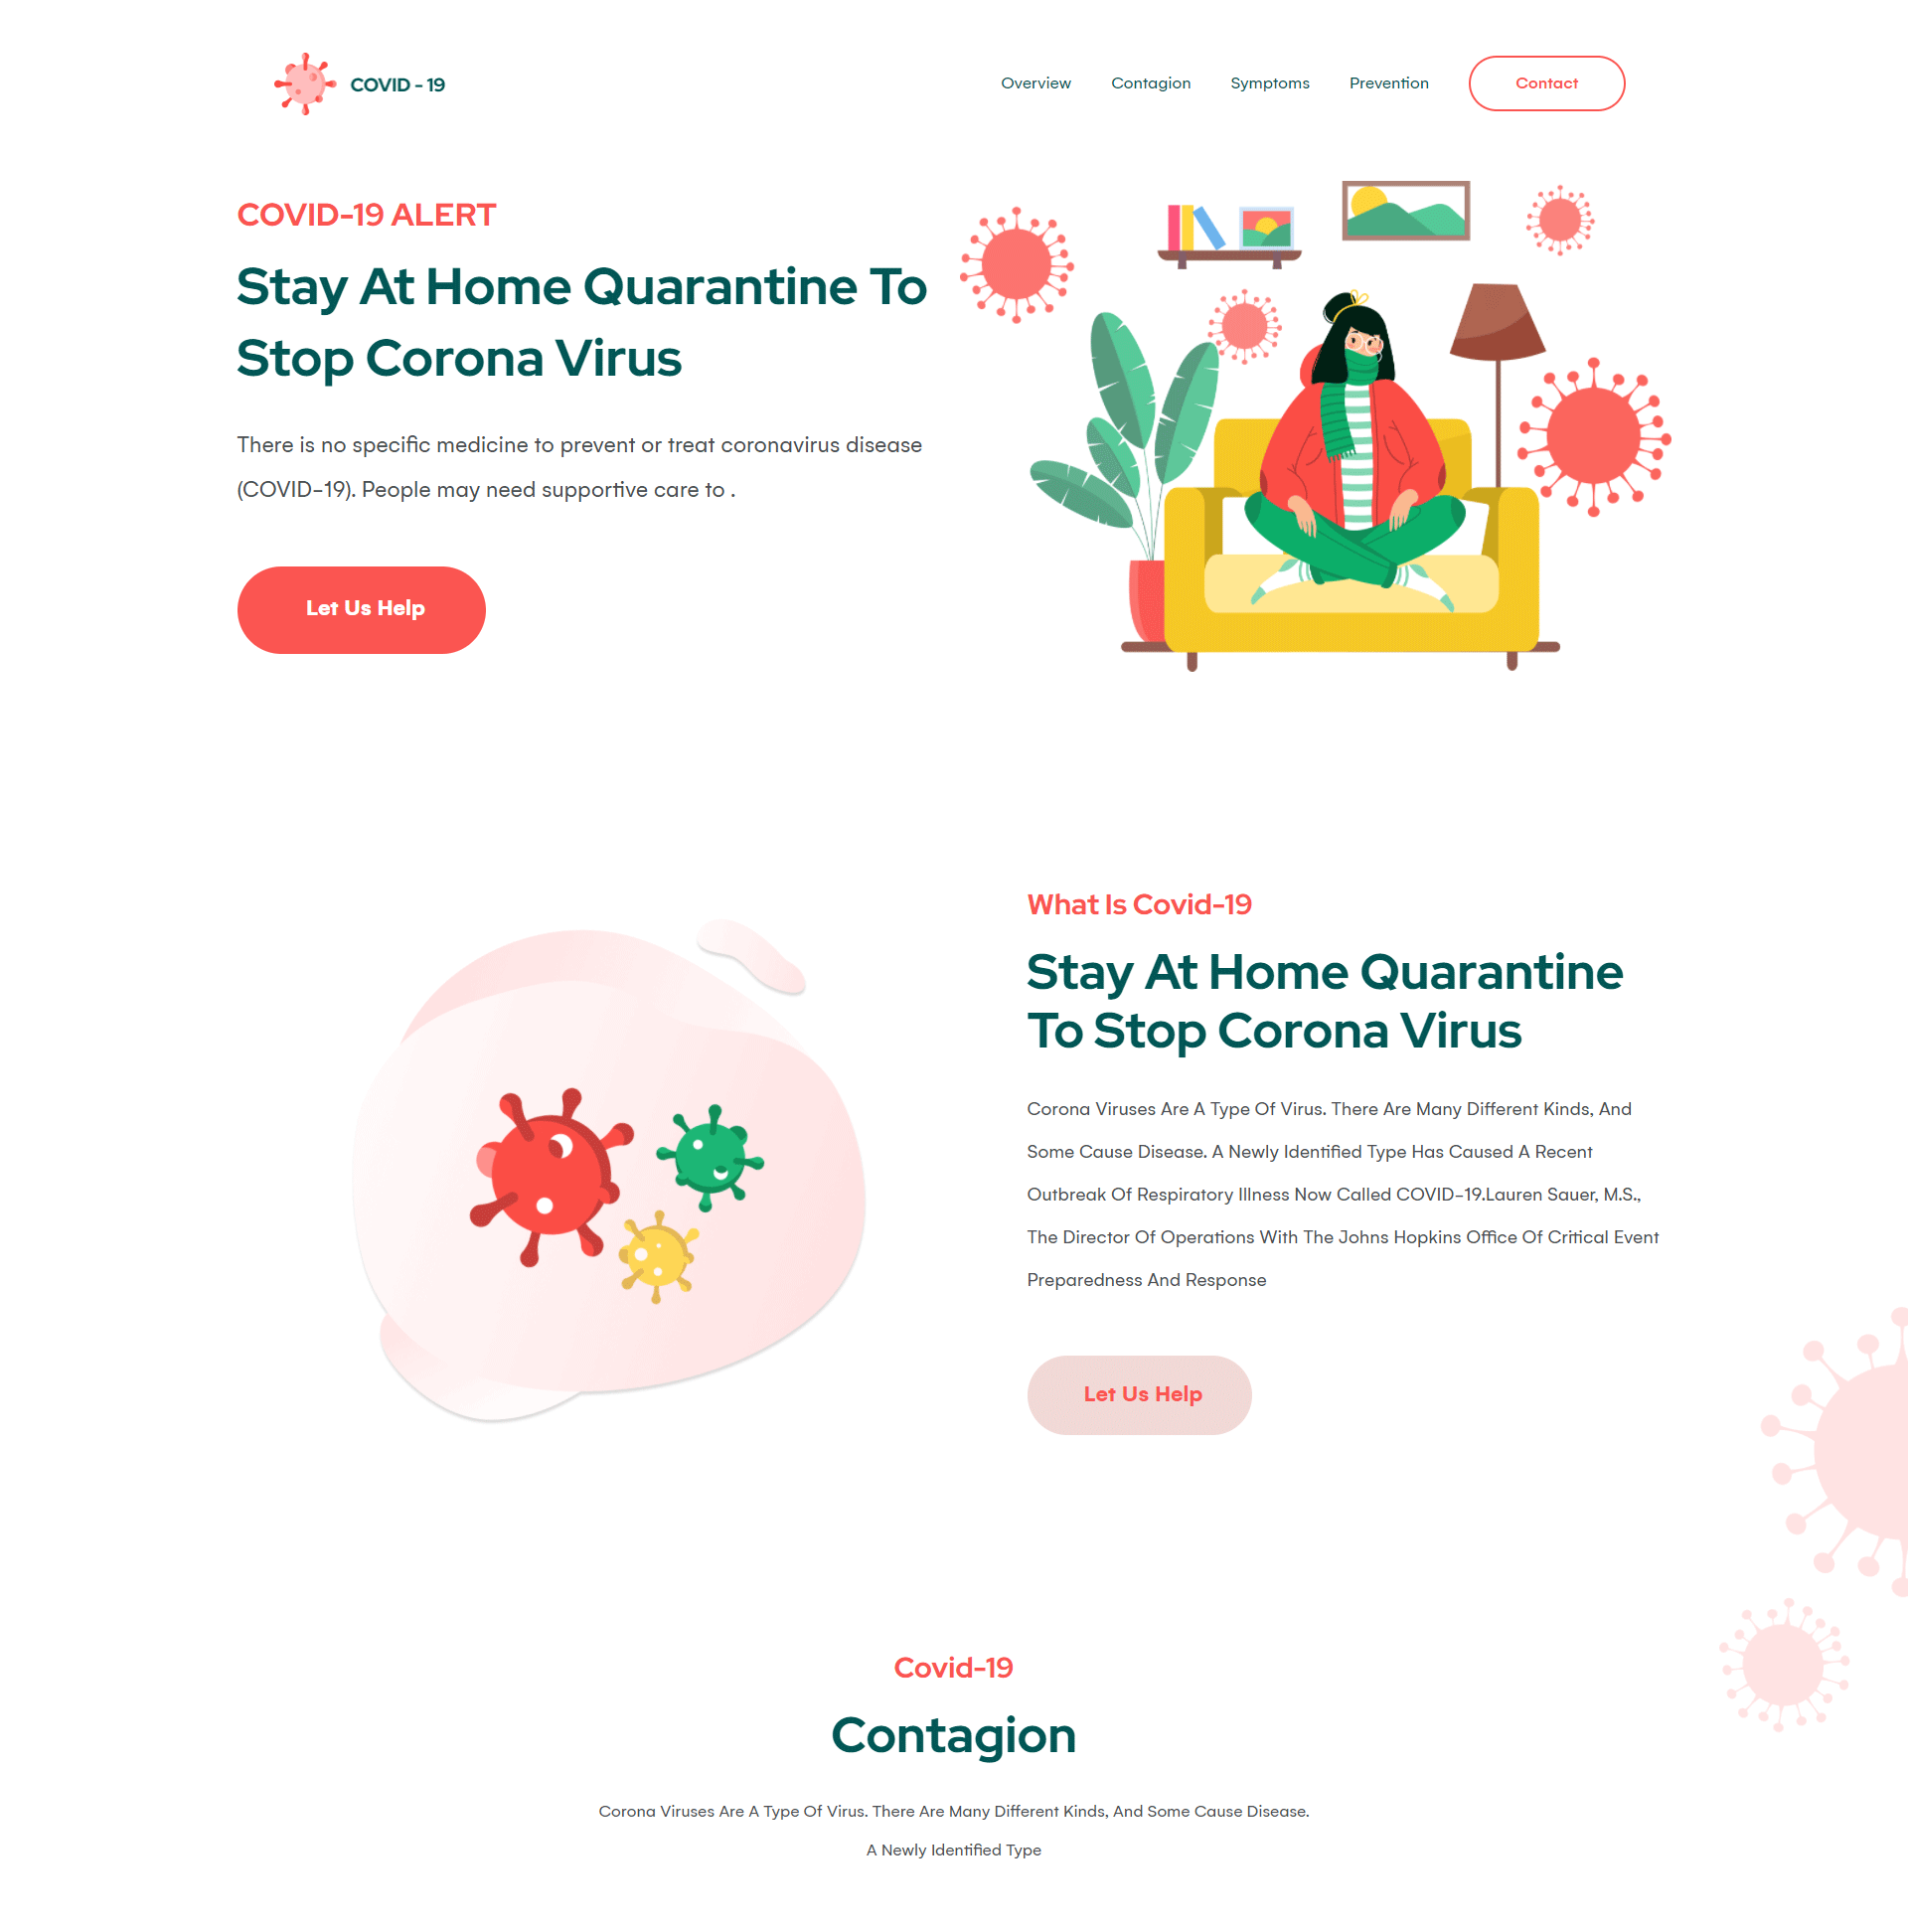 COVID - 19
Overview
Contagion
Symptoms
Prevention
Contact
COVID-19 ALERT
Stay At Home Quarantine To
Stop Corona Virus
There is no specific medicine to prevent or treat coronavirus disease
(COVID-19). People may need supportive care to .
Let Us Help
What Is Covid-19
Stay At Home Quarantine
To Stop Corona Virus
Corona Viruses Are A Type Of Virus. There Are Many Different Kinds, And
Some Cause Disease. A Newly Identified Type Has Caused A Recent
Outbreak Of Respiratory Illness Now Called COVID-19.Lauren Sauer, M.S.,
The Director Of Operations With The Johns Hopkins Office Of Critical Event
Preparedness And Response
Let Us Help
Covid-19
Contagion
Corona Viruses Are A Type Of Virus. There Are Many Different Kinds, And Some Cause Disease.
A Newly Identified Type